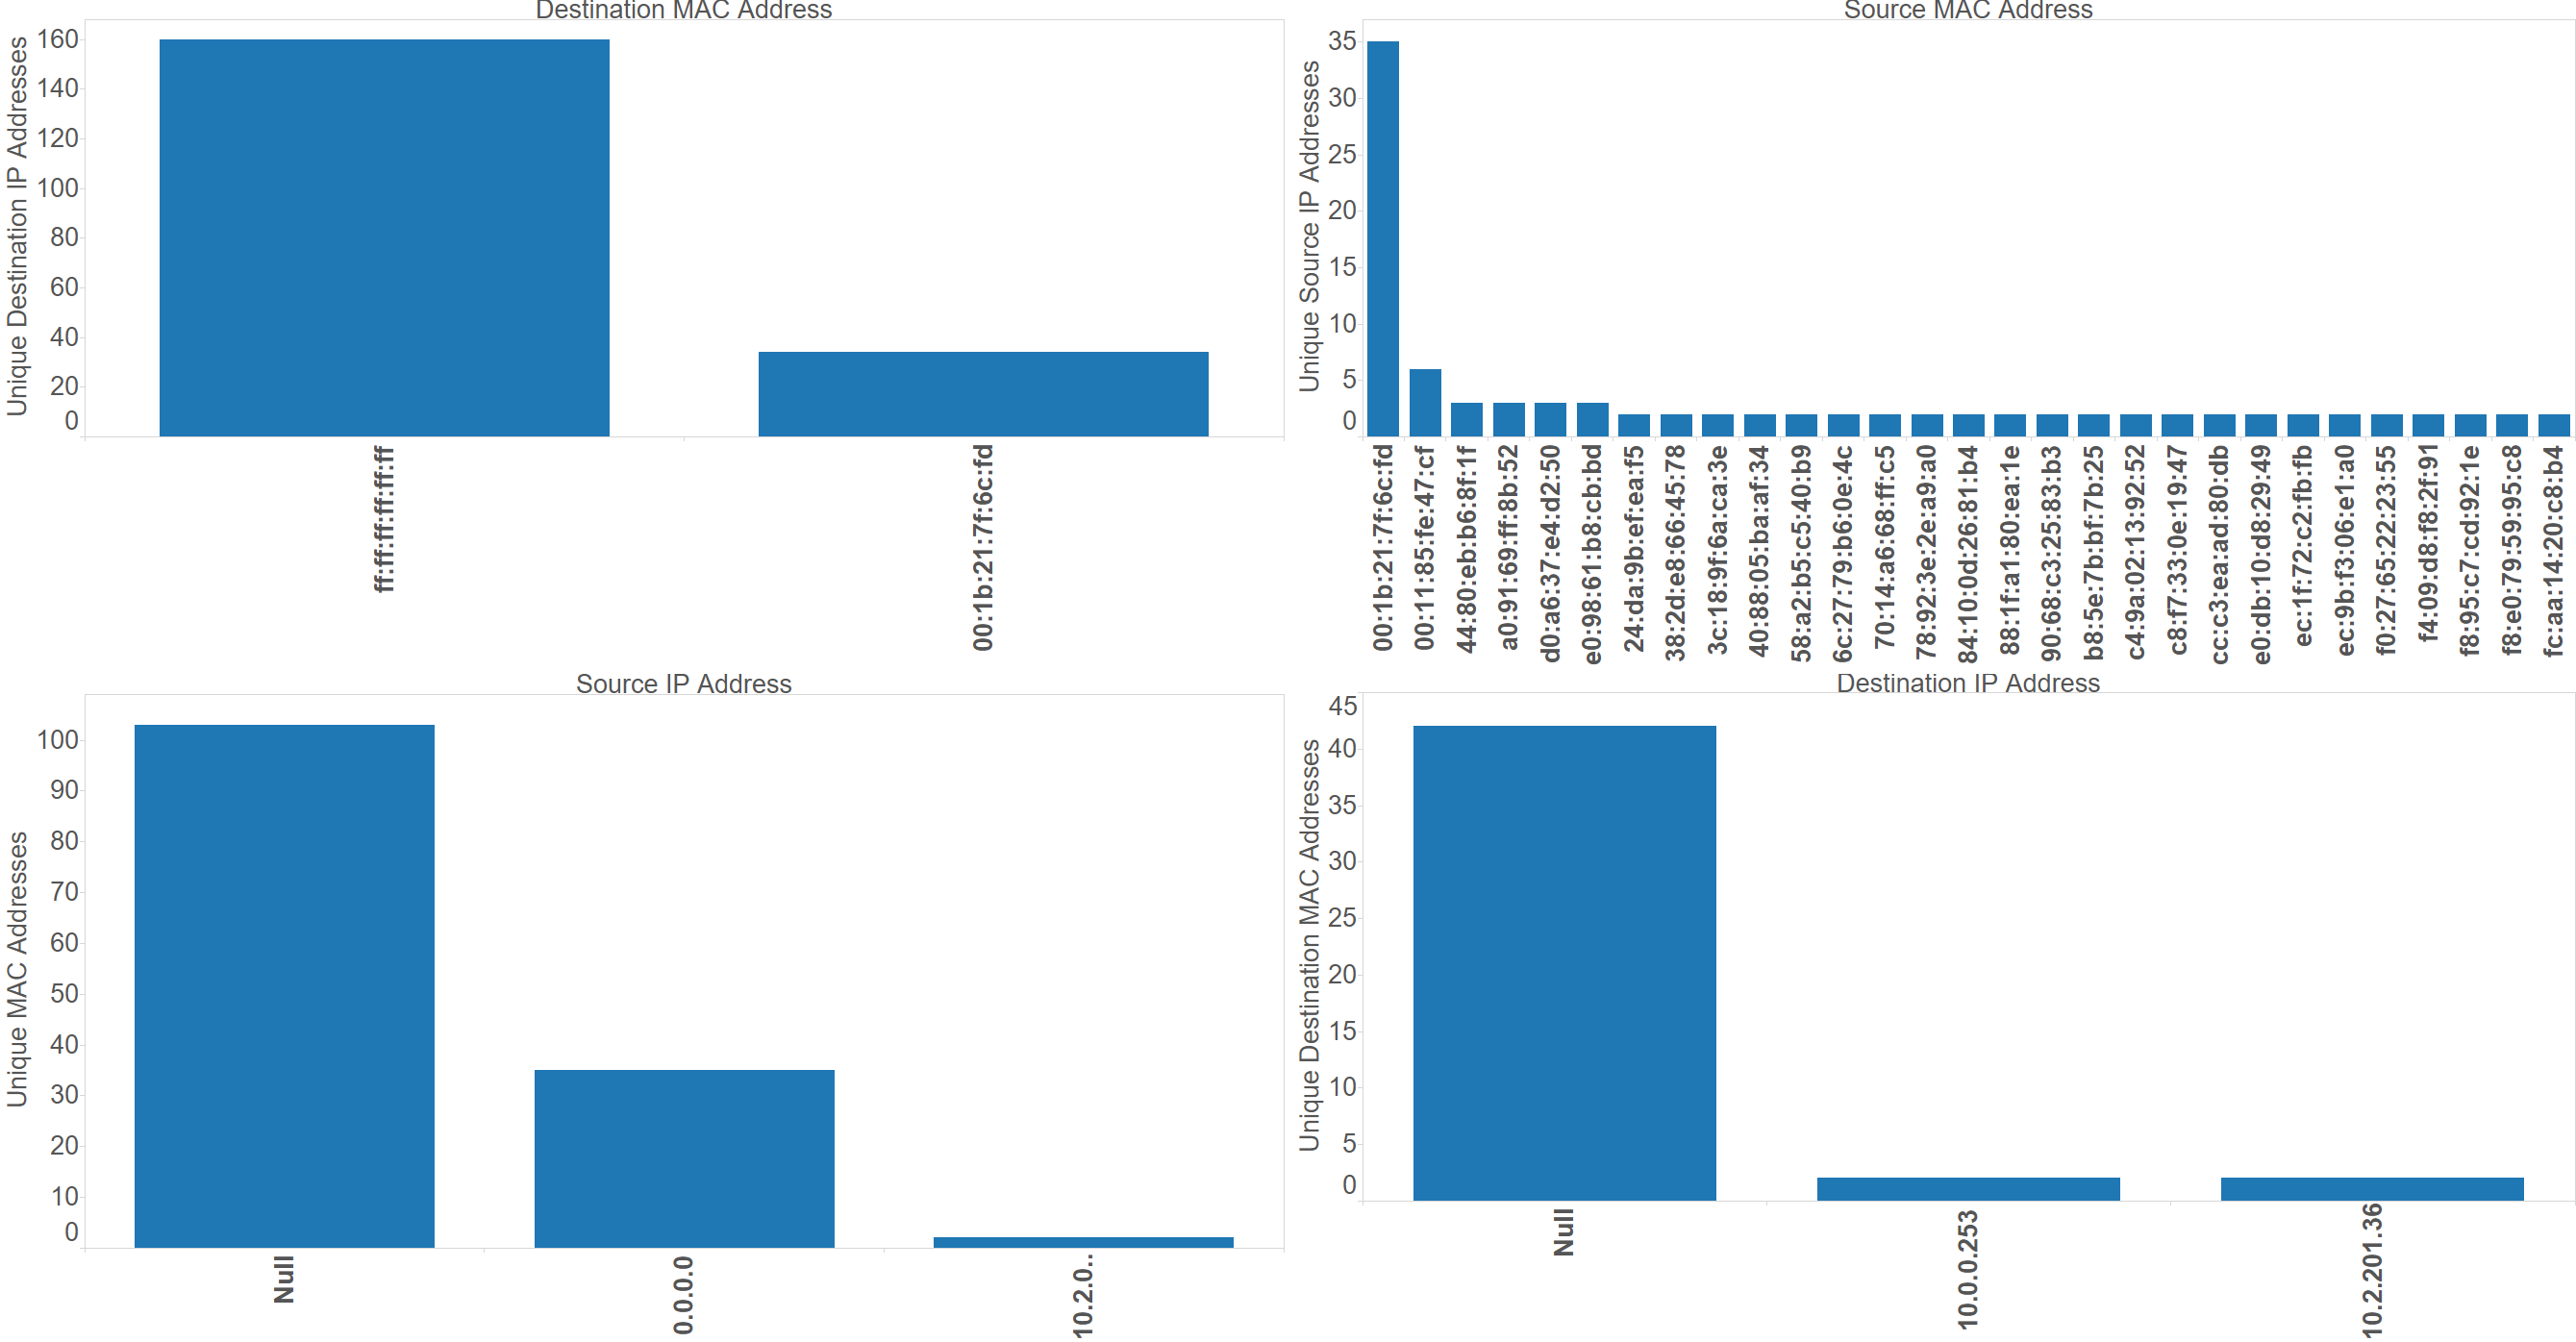 Destination MAC Address
Unique Destination IP Addresses
160
140
120
100
80
60
40
20
0
ff:ff:ff:ff:ff:ff
00:1b:21:7f:6c:fd
Source MAC Address
Unique Source IP Addresses
35
30
25
20
15
10
5
0
00:1b:21:7f:6c:fd
00:11:85:fe:47:cf
44:80:eb:b6:8f:1f
a0:91:69:ff:8b:52
d0:a6:37:e4:d2:50
e0:98:61:b8:cb:bd
24:da:9b:ef:ea:f5
38:2d:e8:66:45:78
3c:18:9f:6a:ca:3e
40:88:05:ba:af:34
58:a2:b5:c5:40:b9
6c:27:79:b6:0e:4c
70:14:a6:68:ff:c5
78:92:3e:2e:a9:a0
84:10:0d:26:81:b4
88:1f:a1:80:ea:1e
90:68:c3:25:83:b3
b8:5e:7b:bf:7b:25
c4:9a:02:13:92:52
c8:f7:33:0e:19:47
cc:c3:ea:ad:80:db
e0:db:10:d8:29:49
ec:1f:72:c2:fb:fb
ec:9b:f3:06:e1:a0
f0:27:65:22:23:55
f4:09:d8:f8:2f:91
f8:95:c7:cd:92:1e
f8:e0:79:59:95:c8
fc:aa:14:20:c8:b4
Source IP Address
Unique MAC Addresses
100
90
80
70
60
50
40
30
20
10
0
Null
0.0.0.0
10.2.0..
Destination IP Address
Unique Destination MAC Addresses
45
40
35
30
25
20
15
10
5
0
Null
10.0.0.253
10.2.201.36